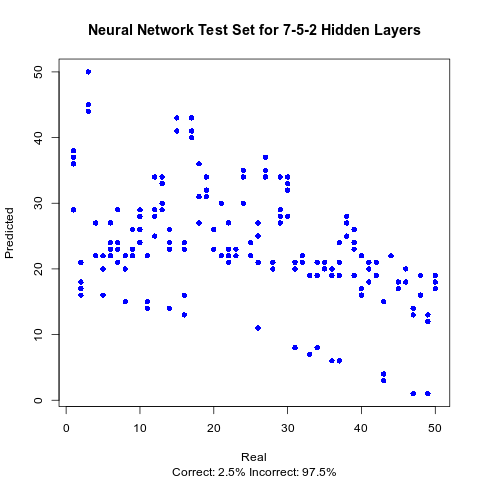 Neural Network Test Set for 7-5-2 Hidden Layers
50
40
30
20
10
0
Predicted
0 10 20 30 40 50
Real
Correct: 2.5% Incorrect: 97.5%